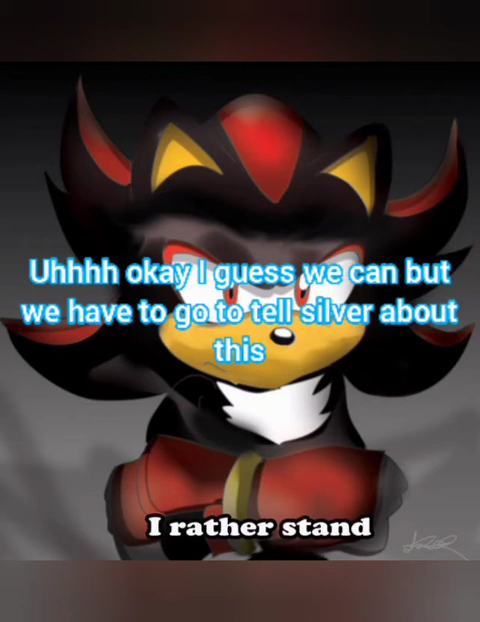 Uhhhh okay I guess we can but
we have to go to tell silver about
this
I rather stand